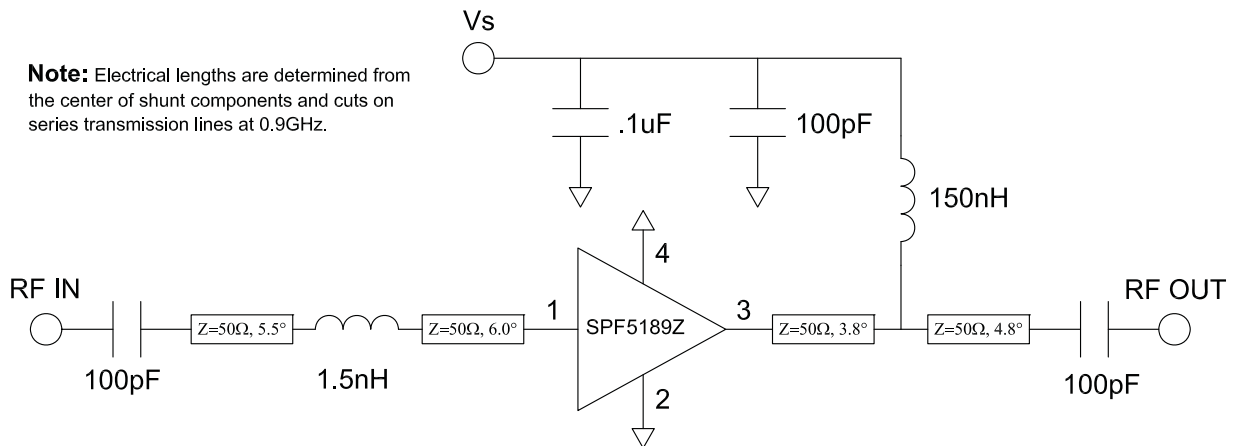 Vs
Note: Electrical lengths are determined from
the center of shunt components and cuts on
series transmission lines at 0.9GHz.
.1uF
100pF
150nH
4
RF IN
1
SPF5189Z
3
RF OUT
Z=50Ω, 5.5°
Z=50Ω, 6.0°
Z=50Ω, 3.8°
Z=50Ω, 4.8°
100pF
1.5nH
2
100pF